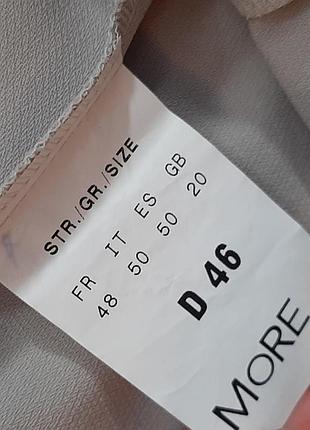 STR./GR./SIZE
FR IT ES GB
48 50 50 20
D 46
MORE